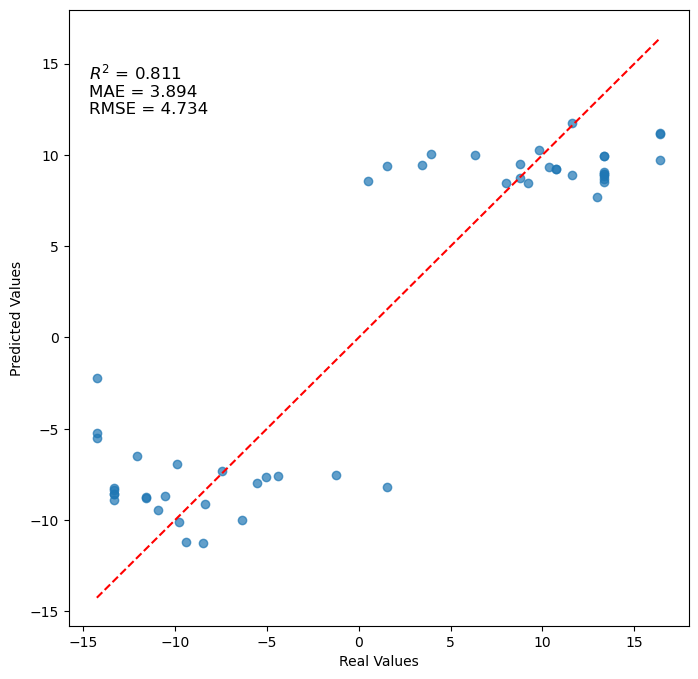 R² = 0.811
MAE = 3.894
RMSE = 4.734
15
10
5
0
−5
−10
−15
Predicted Values
−15
−10
−5
0
5
10
15
Real Values